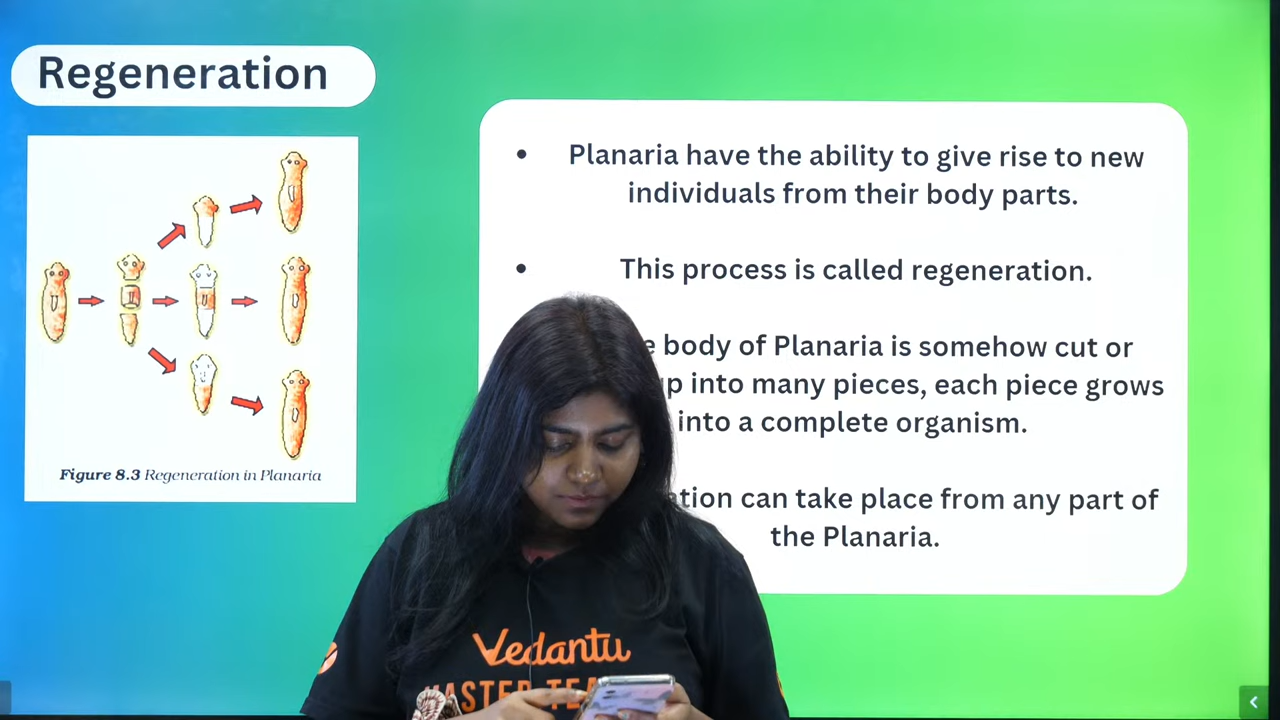 Regeneration
Planaria have the ability to give rise to new
individuals from their body parts.
This process is called regeneration.
body of Planaria is somehow cut or
into many pieces, each piece grows
into a complete organism.
can take place from any part of
the Planaria.
Figure 8.3 Regeneration in Planaria
Vedantu